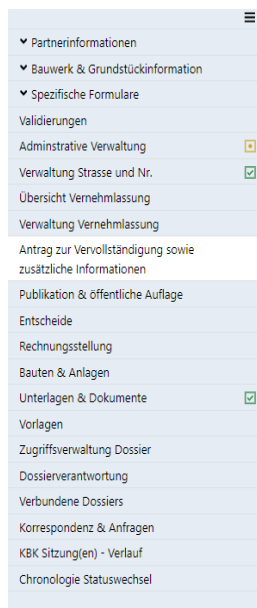 Partnerinformationen
Bauwerk & Grundstückinformation
Spezifische Formulare
Validierungen
Adminstrative Verwaltung
Verwaltung Strasse und Nr.
Übersicht Vernehmlassung
Verwaltung Vernehmlassung
Antrag zur Vervollständigung sowie
zusätzliche Informationen
Publikation & öffentliche Auflage
Entscheide
Rechnungsstellung
Bauten & Anlagen
Unterlagen & Dokumente
Vorlagen
Zugriffsverwaltung Dossier
Dossierverantwortung
Verbundene Dossiers
Korrespondenz & Anfragen
KBK Sitzung(en) - Verlauf
Chronologie Statuswechsel